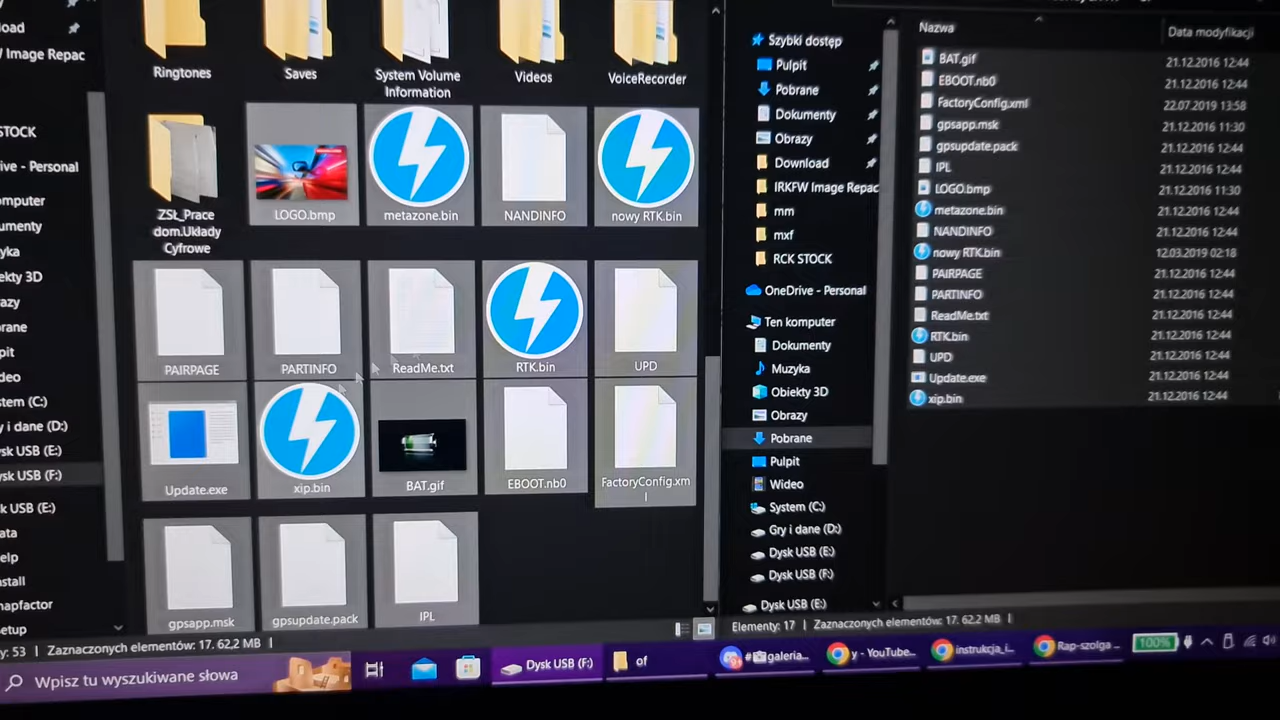 oad
W Image Repac
STOCK
ive - Personal
omputer
umenty
yka
iekty 3D
razy
brane
pit
deo
stem (C:)
y i dane (D:)
sk USB (E:)
ysk USB (F:)
sk USB (E:)
ata
elp
nstall
napfactor
etup
Ringtones
Saves
System Volume
Information
Videos
VoiceRecorder
ZSŁ_Prace
dom.Układy
Cyfrowe
LOGO.bmp
metazone.bin
NANDINFO
nowy RTK.bin
PAIRPAGE
PARTINFO
ReadMe.txt
RTK.bin
UPD
Update.exe
xip.bin
BAT.gif
EBOOT.nb0
FactoryConfig.xm
l
gpsapp.msk
gpsupdate.pack
IPL
y: 53
Zaznaczonych elementów: 17. 62,2 MB
Szybki dostęp
Pulpit
Pobrane
Dokumenty
Obrazy
Download
IRKFW Image Repac
mm
mxf
RCK STOCK
OneDrive - Personal
Ten komputer
Dokumenty
Muzyka
Obiekty 3D
Obrazy
Pobrane
Pulpit
Wideo
System (C:)
Gry i dane (D:)
Dysk USB (E:)
Dysk USB (F:)
Dysk USB (E:)
Nazwa
Data modyfikacji
BAT.gif 21.12.2016 12:44
EBOOT.nb0 21.12.2016 12:44
FactoryConfig.xml 22.07.2019 13:58
gpsapp.msk 21.12.2016 11:30
gpsupdate.pack 21.12.2016 12:44
IPL 21.12.2016 12:44
LOGO.bmp 21.12.2016 11:30
metazone.bin 21.12.2016 12:44
NANDINFO 21.12.2016 12:44
nowy RTK.bin 12.03.2019 02:18
PAIRPAGE 21.12.2016 12:44
PARTINFO 21.12.2016 12:44
ReadMe.txt 21.12.2016 12:44
RTK.bin 21.12.2016 12:44
UPD 21.12.2016 12:44
Update.exe 21.12.2016 12:44
xip.bin 21.12.2016 12:44
Elementy: 17
Zaznaczonych elementów: 17. 62,2 MB
Wpisz tu wyszukiwane słowa
Dysk USB (F:)
of
galeria...
y - YouTube...
instrukcja_i...
Rap-szolga ...
100%